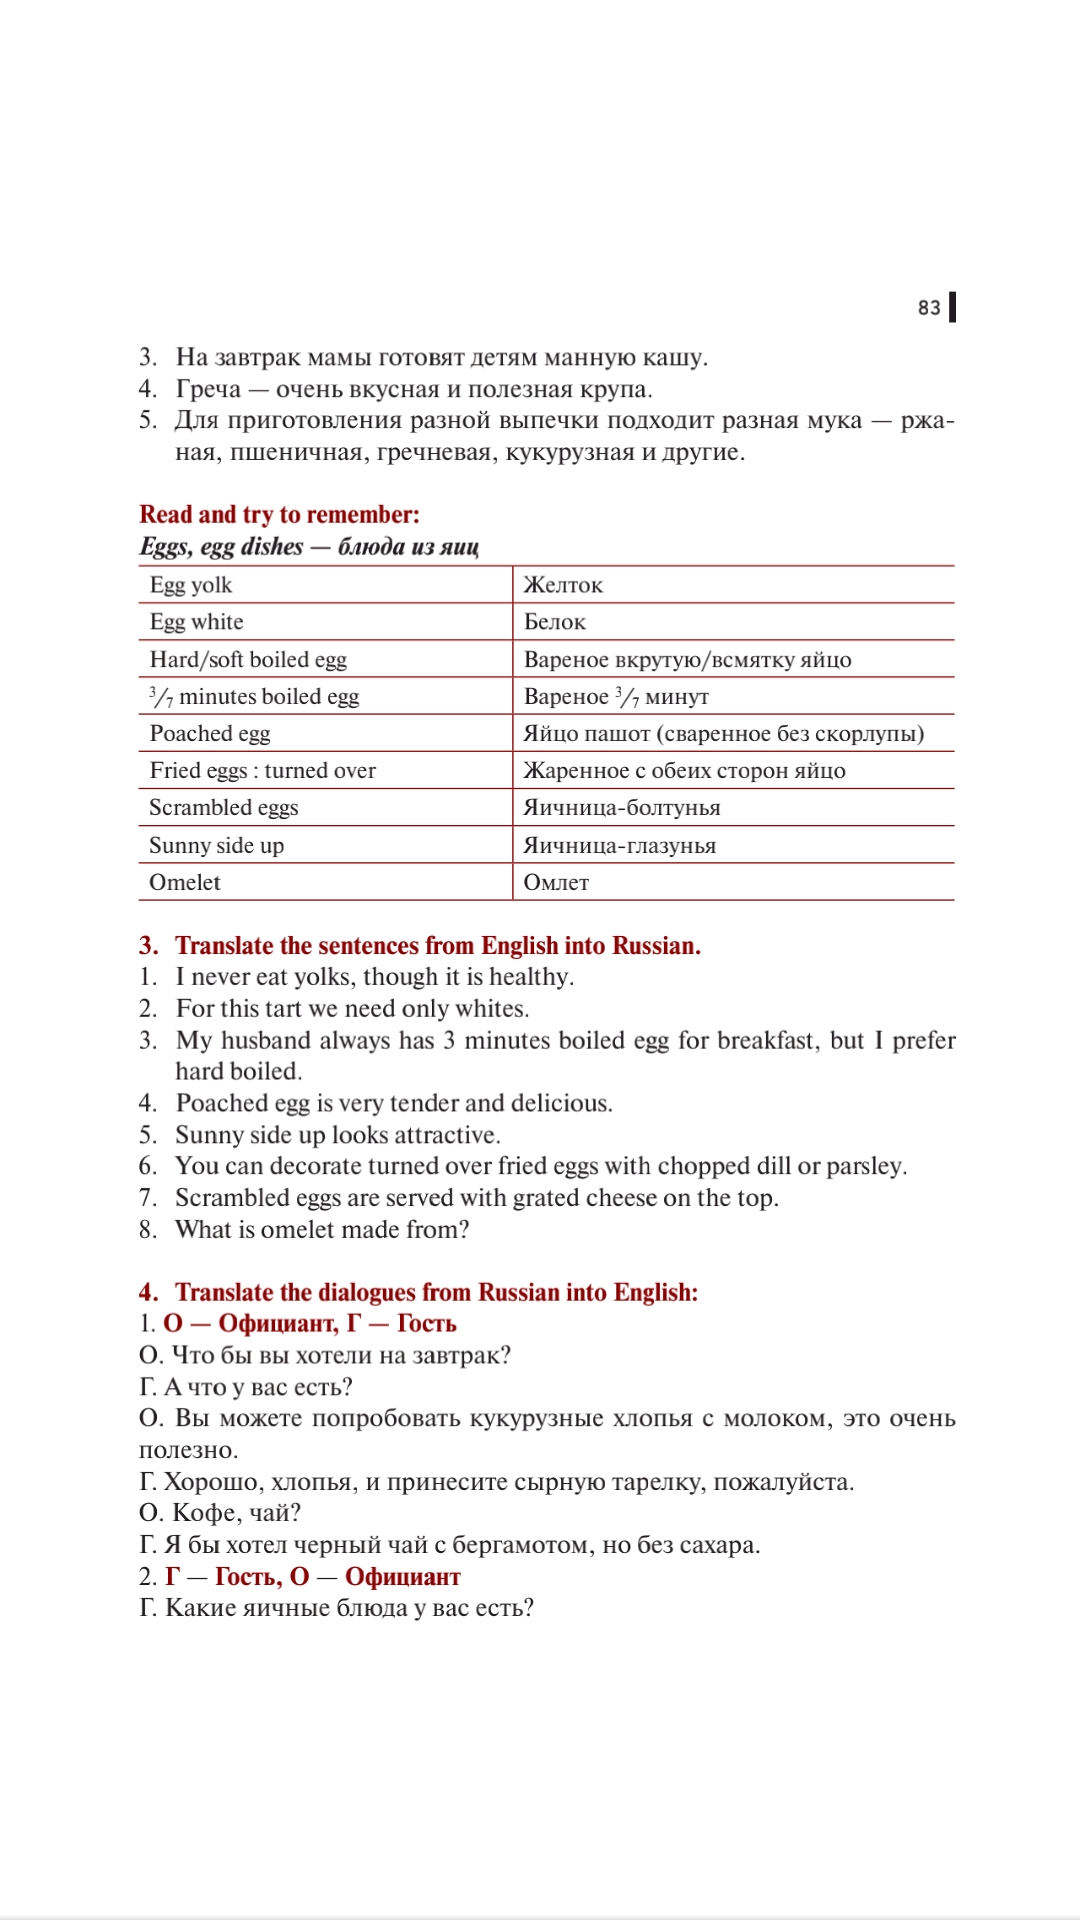 83
3. На завтрак мамы готовят детям манную кашу.
4. Греча — очень вкусная и полезная крупа.
5. Для приготовления разной выпечки подходит разная мука — ржа-
ная, пшеничная, гречневая, кукурузная и другие.
Read and try to remember:
Eggs, egg dishes — блюда из яиц
Egg yolk Желток
Egg white Белок
Hard/soft boiled egg Вареное вкрутую/всмятку яйцо
3/7 minutes boiled egg Вареное 3/7 минут
Poached egg Яйцо пашот (сваренное без скорлупы)
Fried eggs : turned over Жаренное с обеих сторон яйцо
Scrambled eggs Яичница-болтунья
Sunny side up Яичница-глазунья
Omelet Омлет
3. Translate the sentences from English into Russian.
1. I never eat yolks, though it is healthy.
2. For this tart we need only whites.
3. My husband always has 3 minutes boiled egg for breakfast, but I prefer
hard boiled.
4. Poached egg is very tender and delicious.
5. Sunny side up looks attractive.
6. You can decorate turned over fried eggs with chopped dill or parsley.
7. Scrambled eggs are served with grated cheese on the top.
8. What is omelet made from?
4. Translate the dialogues from Russian into English:
1. О — Официант, Г — Гость
О. Что бы вы хотели на завтрак?
Г. А что у вас есть?
О. Вы можете попробовать кукурузные хлопья с молоком, это очень
полезно.
Г. Хорошо, хлопья, и принесите сырную тарелку, пожалуйста.
О. Кофе, чай?
Г. Я бы хотел черный чай с бергамотом, но без сахара.
2. Г — Гость, О — Официант
Г. Какие яичные блюда у вас есть?